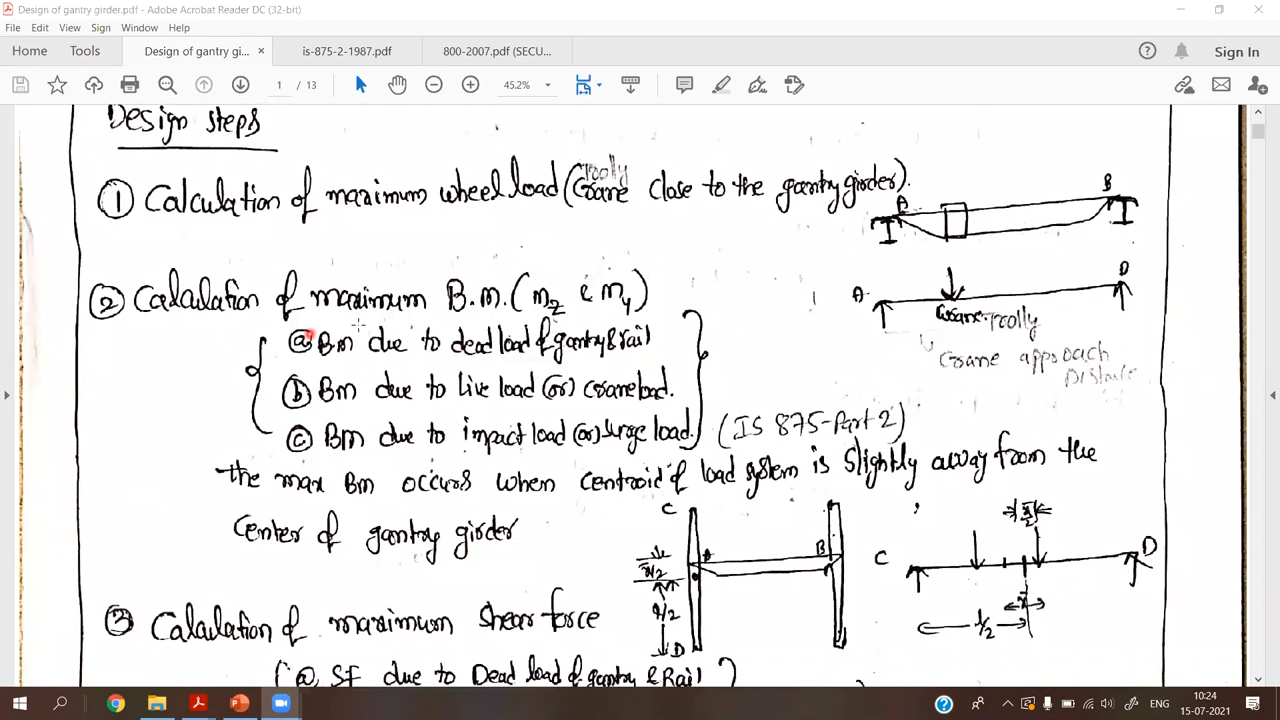 Design of gantry girder.pdf - Adobe Acrobat Reader DC (32-bit)
File Edit View Sign Window Help
Home Tools Design of gantry gi... × is-875-2-1987.pdf 800-2007.pdf (SECU... Sign In
1 / 13 45.2%
Design steps
① Calculation of maximum wheel load (Crane close to the gantry girder).
A B
② Calculation of maximum B.M. (Mz & My)
A D
ⓐ Bm due to dead load of gantry & rail
Crane approach
Distance
ⓑ Bm due to live load (or) crane load.
ⓒ Bm due to impact load (or) surge load. (IS 875-Part 2)
the max Bm occurs when centroid of load system is slightly away from the
Center of gantry girder
C A B D
C D
③ Calculation of maximum shear force
ⓐ SF due to Dead load of gantry & Rail
ENG 10:24
15-07-2021